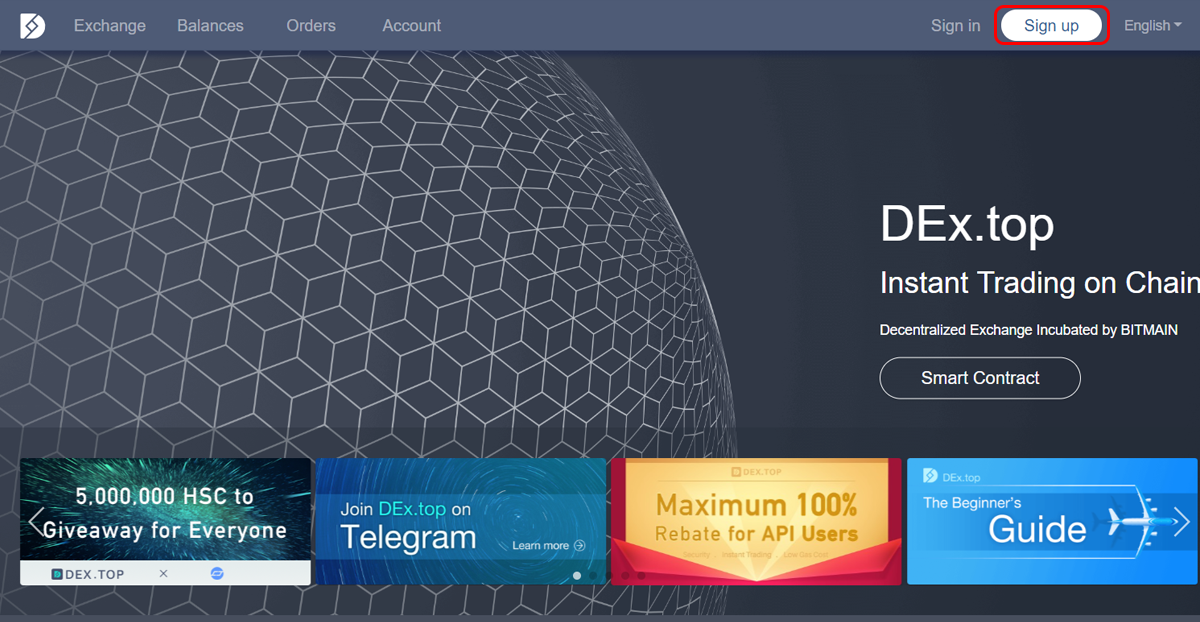 Exchange Balances Orders Account Sign in Sign up English
DEx.top
Instant Trading on Chain
Decentralized Exchange Incubated by BITMAIN
Smart Contract
5,000,000 HSC to
Giveaway for Everyone
DEX.TOP ×
Join DEx.top on
Telegram
Learn more
DEX.TOP
Maximum 100%
Rebate for API Users
Security · Instant Trading · Low Gas Cost
DEx.top
The Beginner's
Guide